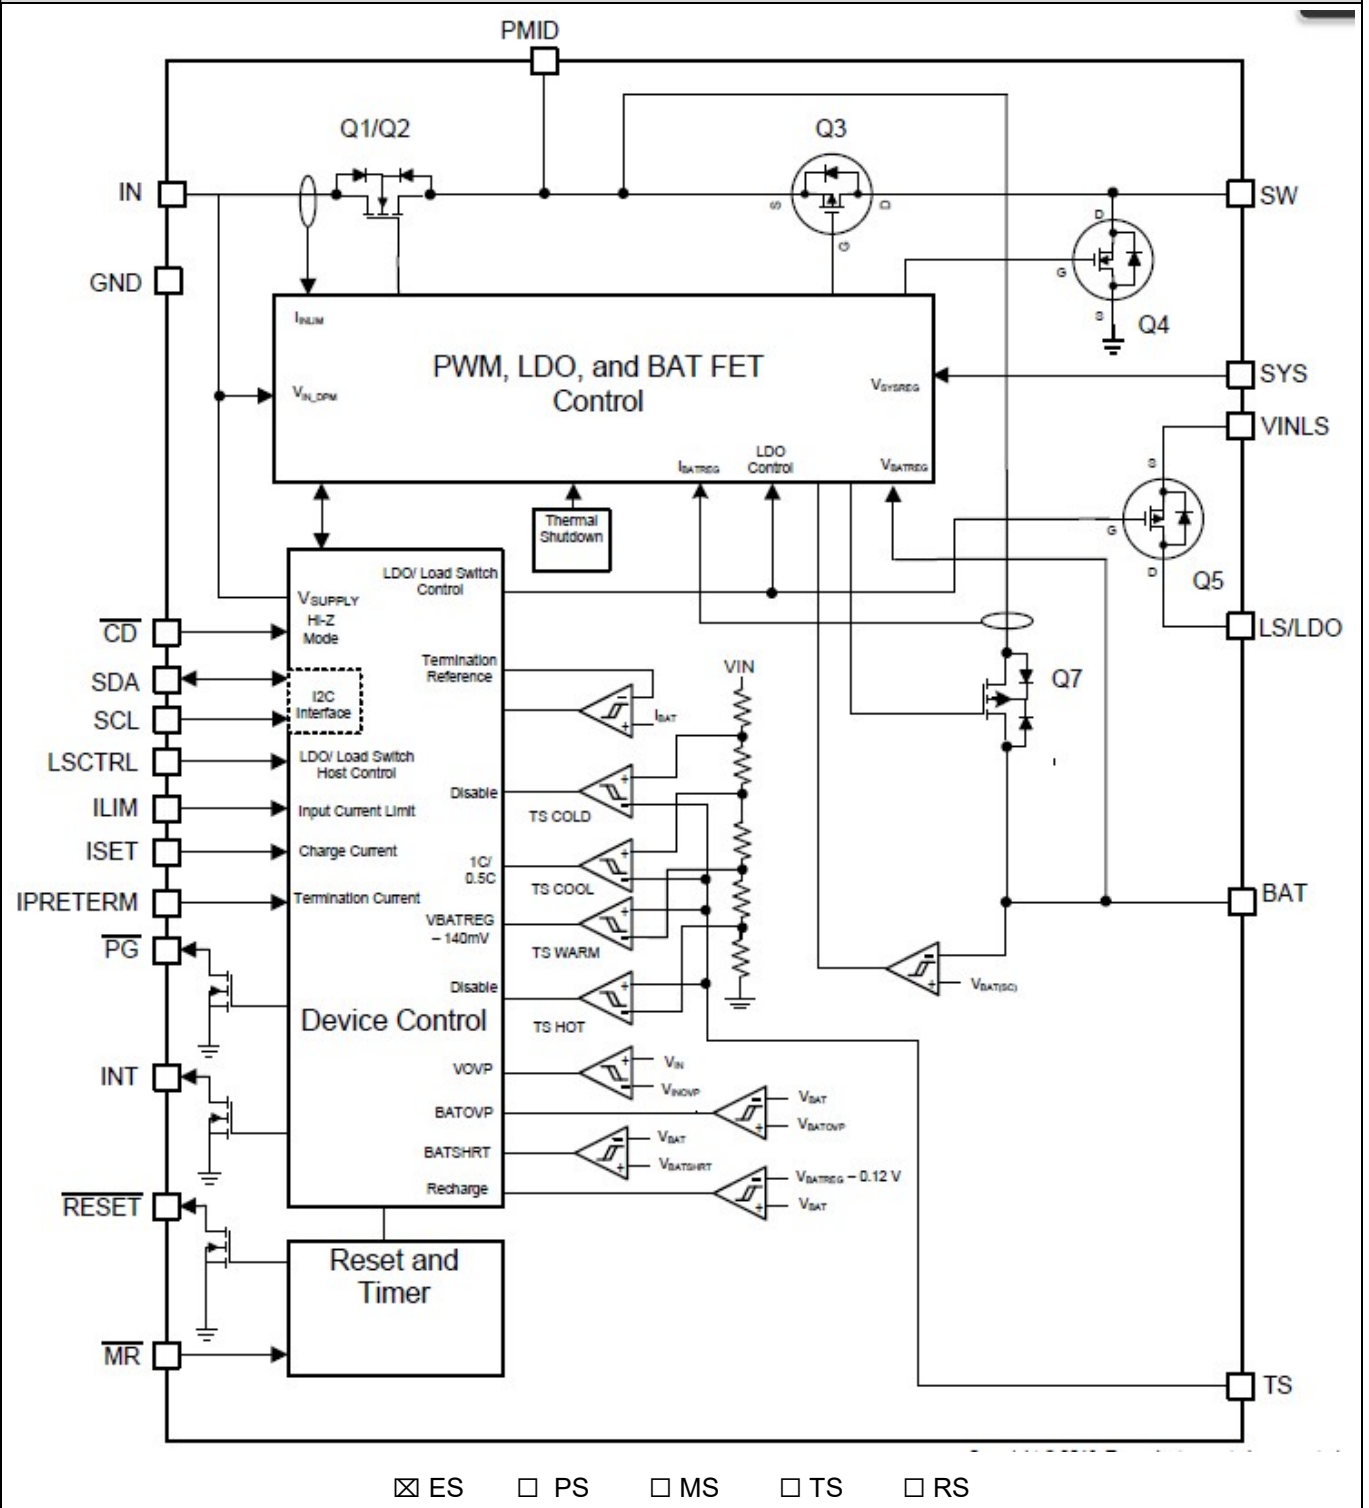 PMID
Q1/Q2
Q3
IN
SW
S
D
G
D
G
S
Q4
GND
IINLIM
PWM, LDO, and BAT FET
Control
VIN_DPM
VSYSREG
SYS
VINLS
IBATREG
LDO
Control
VBATREG
S
G
D
Q5
Thermal
Shutdown
LDO/ Load Switch
Control
VSUPPLY
Hi-Z
Mode
CD
LS/LDO
Termination
Reference
VIN
Q7
SDA
I2C
Interface
SCL
IBAT
LSCTRL
LDO/ Load Switch
Host Control
Disable
TS COLD
ILIM
Input Current Limit
ISET
Charge Current
1C/
0.5C
TS COOL
IPRETERM
Termination Current
BAT
VBATREG
– 140mV
TS WARM
PG
Disable
VBAT(SC)
Device Control
TS HOT
INT
VOVP
VIN
VINOVP
BATOVP
VBAT
VBATOVP
BATSHRT
VBAT
VBATSHRT
Recharge
VBATREG – 0.12 V
VBAT
RESET
Reset and
Timer
MR
TS
☒ ES ☐ PS ☐ MS ☐ TS ☐ RS